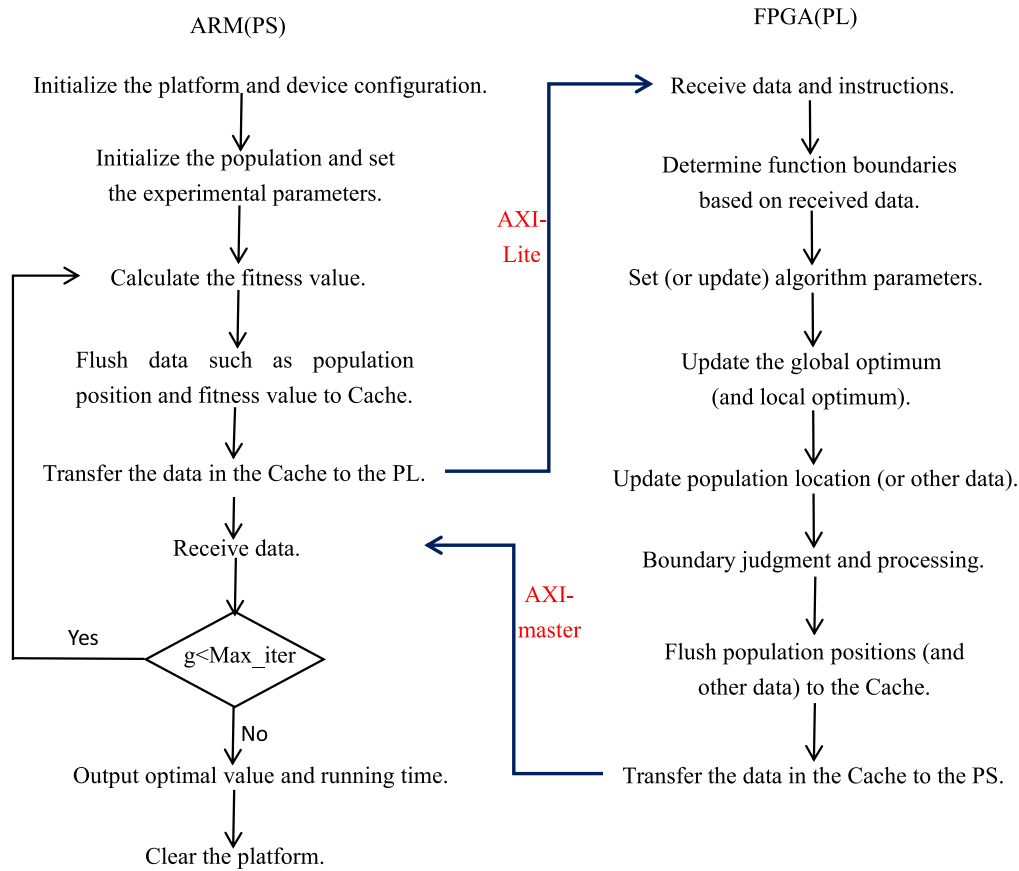 ARM(PS)
Initialize the platform and device configuration.
Initialize the population and set
the experimental parameters.
Calculate the fitness value.
Flush data such as population
position and fitness value to Cache.
Transfer the data in the Cache to the PL.
Receive data.
Yes
g<Max_iter
No
Output optimal value and running time.
Clear the platform.
AXI-
Lite
AXI-
master
FPGA(PL)
Receive data and instructions.
Determine function boundaries
based on received data.
Set (or update) algorithm parameters.
Update the global optimum
(and local optimum).
Update population location (or other data).
Boundary judgment and processing.
Flush population positions (and
other data) to the Cache.
Transfer the data in the Cache to the PS.